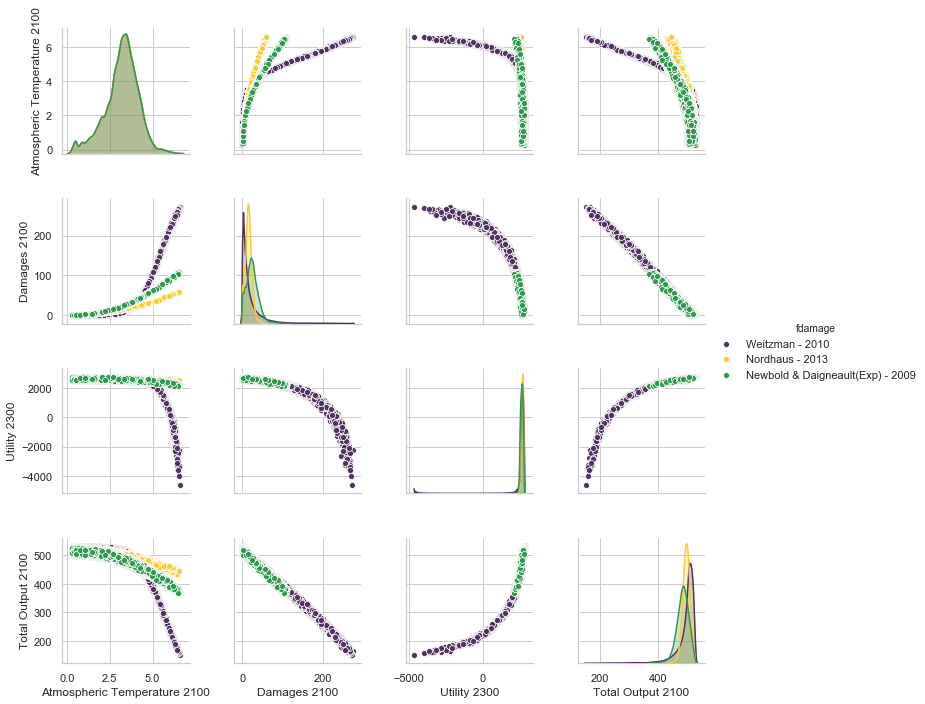 Atmospheric Temperature 2100
6
4
2
0
Damages 2100
200
100
0
Utility 2300
2000
0
−2000
−4000
Total Output 2100
500
400
300
200
0.0 2.5 5.0
Atmospheric Temperature 2100
0 200
Damages 2100
−5000 0
Utility 2300
200 400
Total Output 2100
fdamage
Weitzman - 2010
Nordhaus - 2013
Newbold & Daigneault(Exp) - 2009